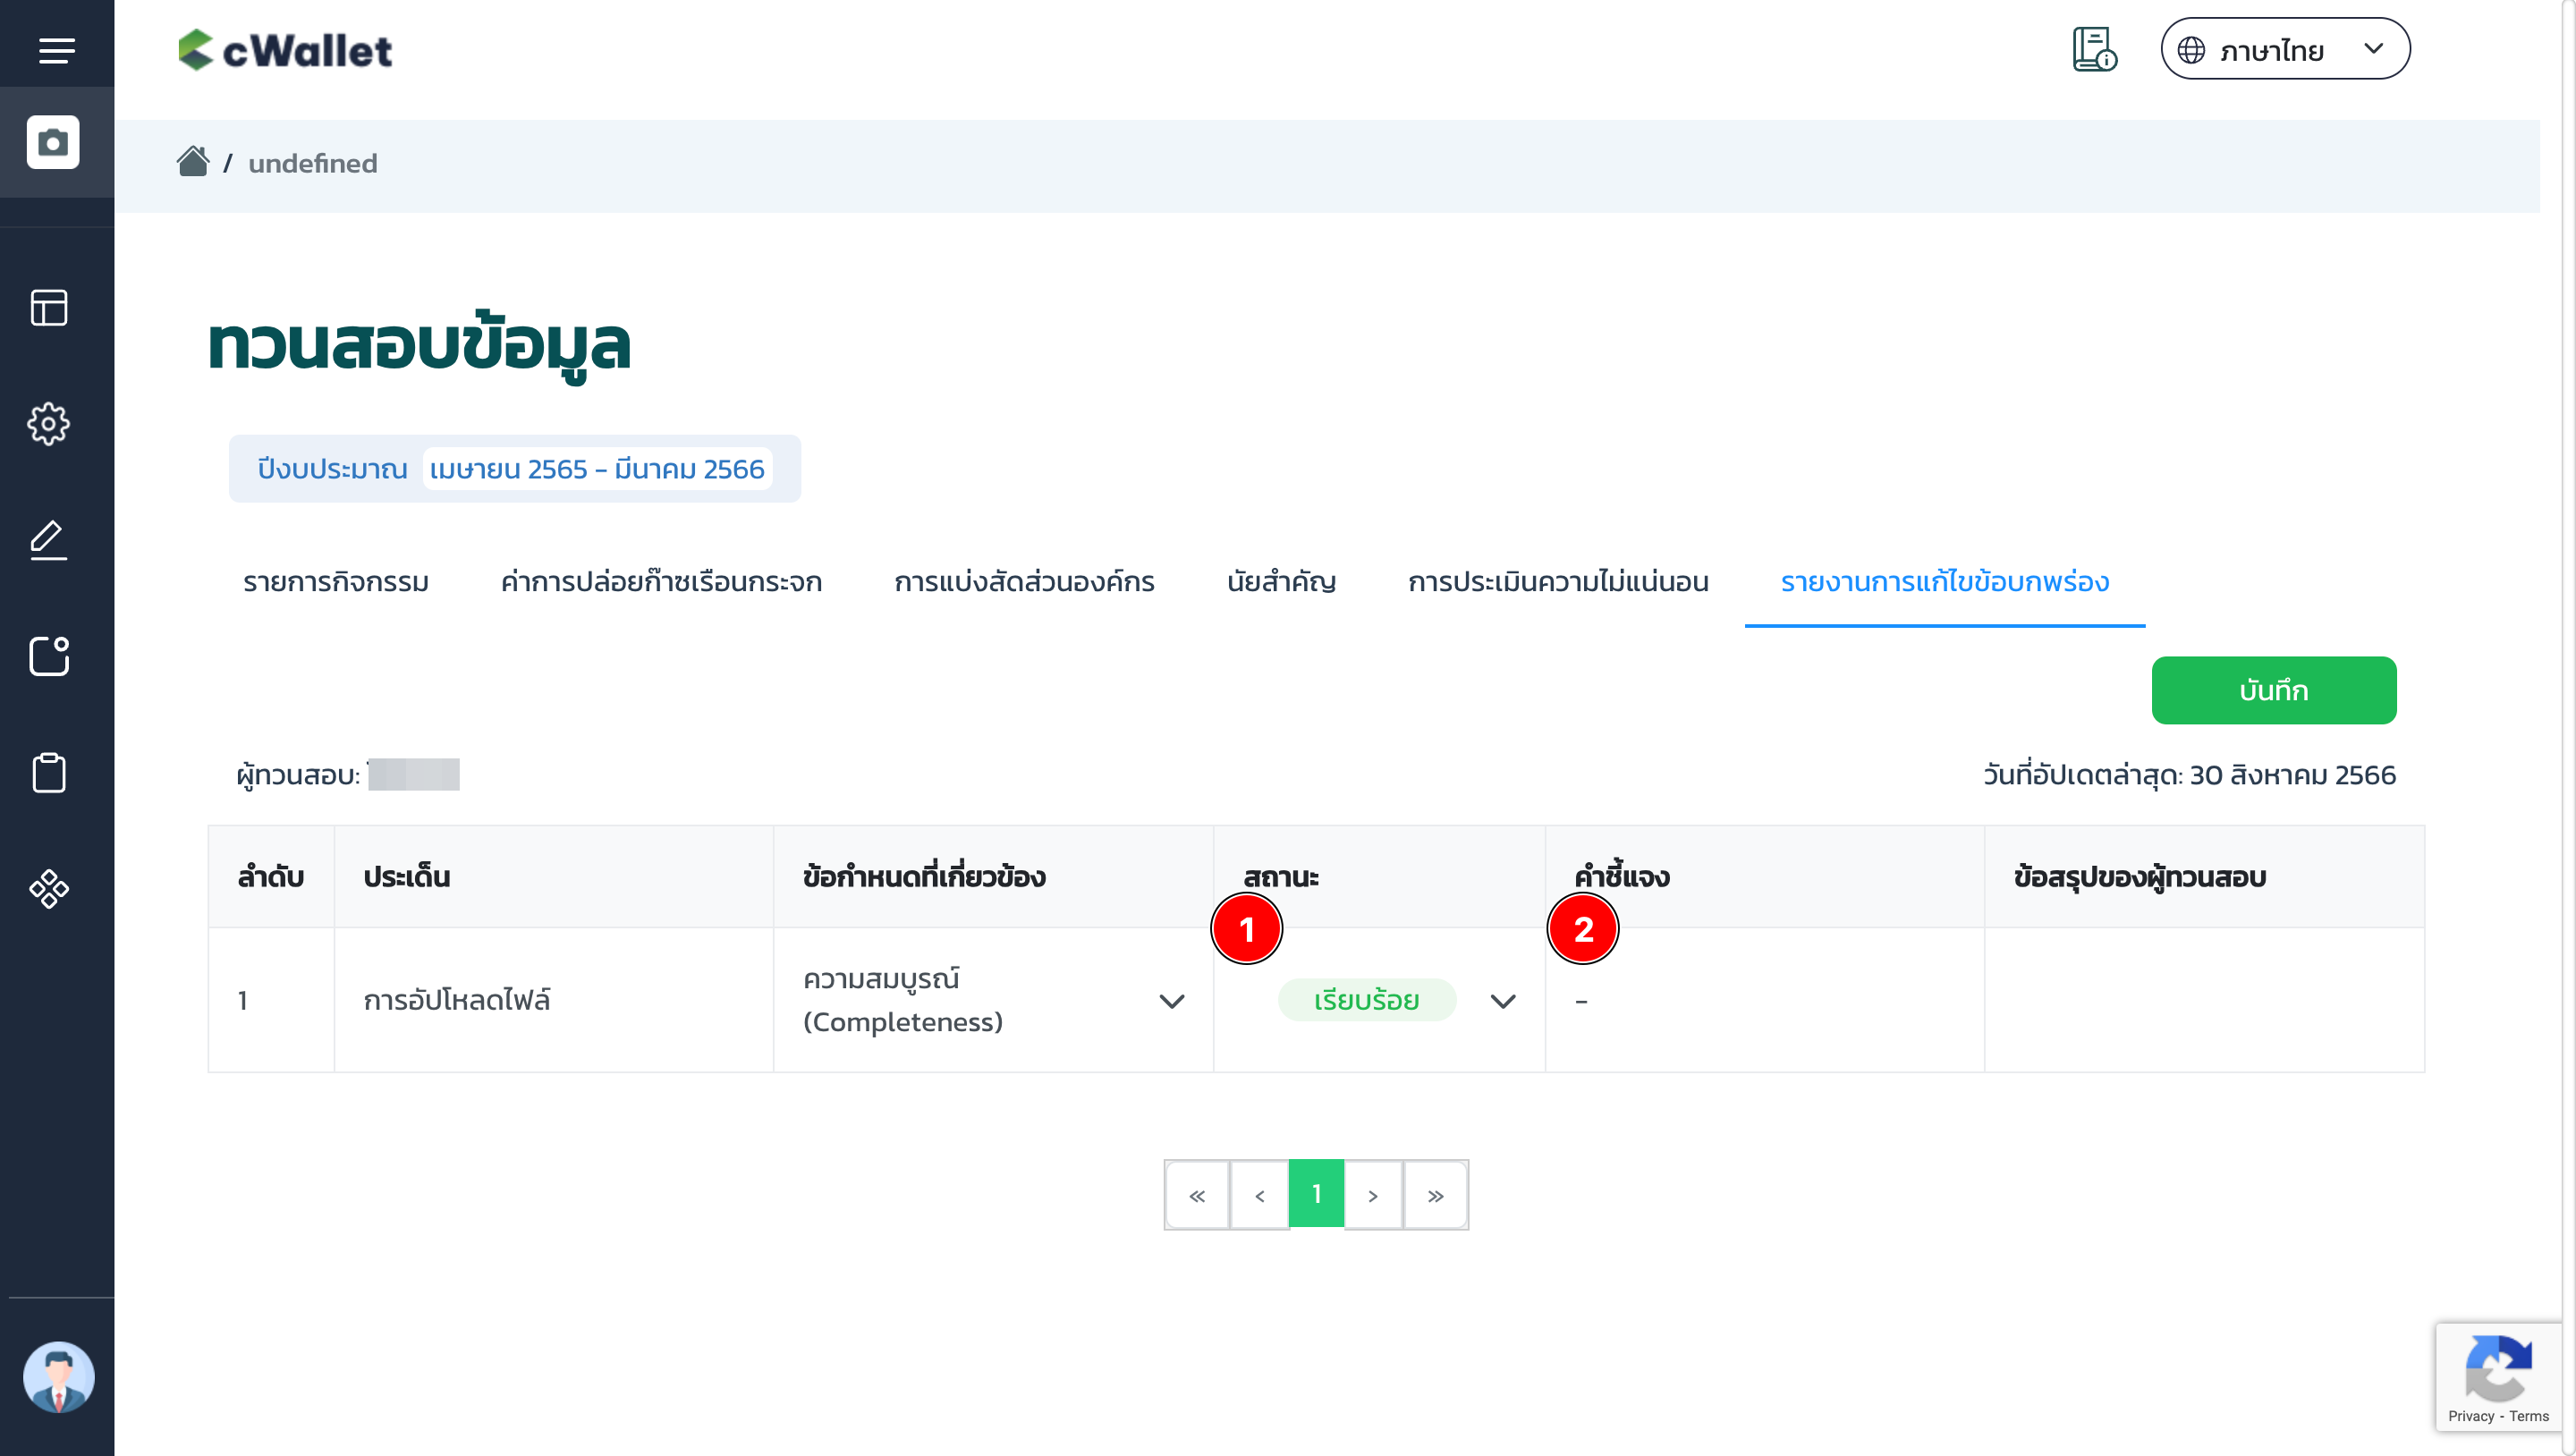 cWallet
ภาษาไทย
/ undefined
ทวนสอบข้อมูล
ปีงบประมาณ เมษายน 2565 - มีนาคม 2566
รายการกิจกรรม ค่าการปล่อยก๊าซเรือนกระจก การแบ่งสัดส่วนองค์กร นัยสำคัญ การประเมินความไม่แน่นอน รายงานการแก้ไขข้อบกพร่อง
บันทึก
ผู้ทวนสอบ: วันที่อัปเดตล่าสุด: 30 สิงหาคม 2566
ลำดับ ประเด็น ข้อกำหนดที่เกี่ยวข้อง สถานะ คำชี้แจง ข้อสรุปของผู้ทวนสอบ
1 2
1 การอัปโหลดไฟล์ ความสมบูรณ์ เรียบร้อย -
(Completeness)
« ‹ 1 › »
Privacy - Terms